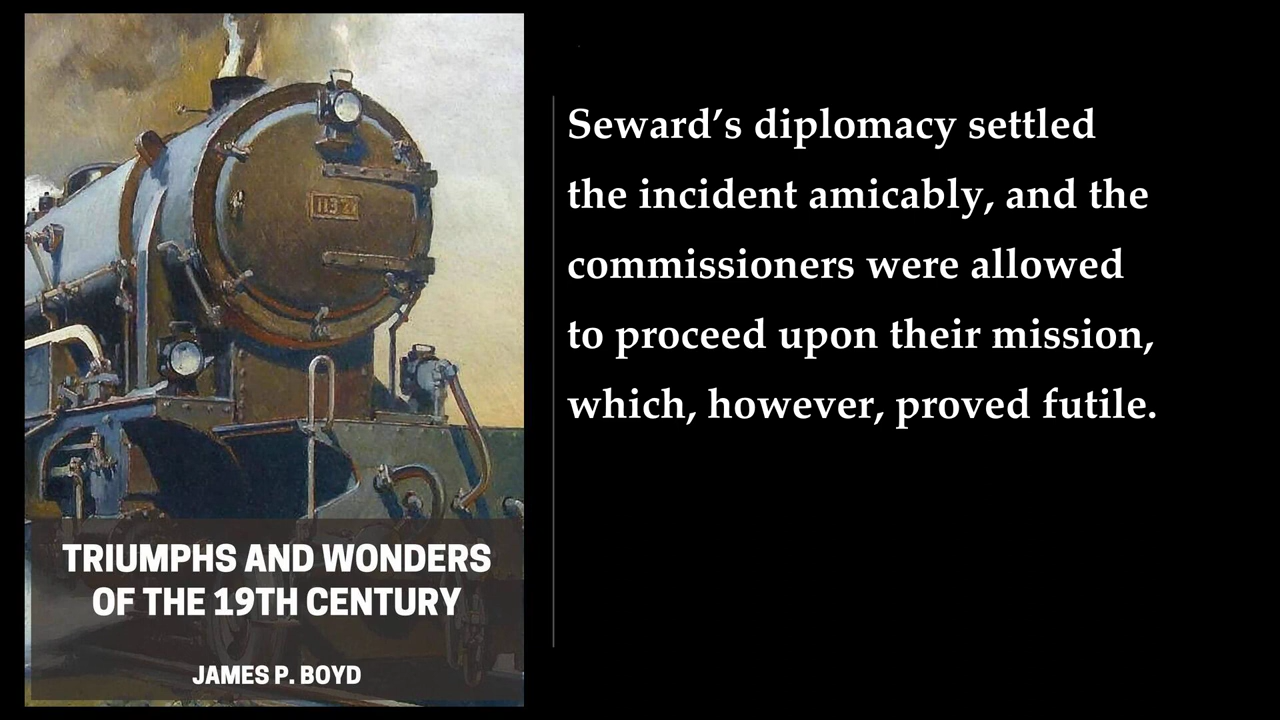 Seward’s diplomacy settled
the incident amicably, and the
commissioners were allowed
to proceed upon their mission,
which, however, proved futile.
TRIUMPHS AND WONDERS
OF THE 19TH CENTURY
JAMES P. BOYD